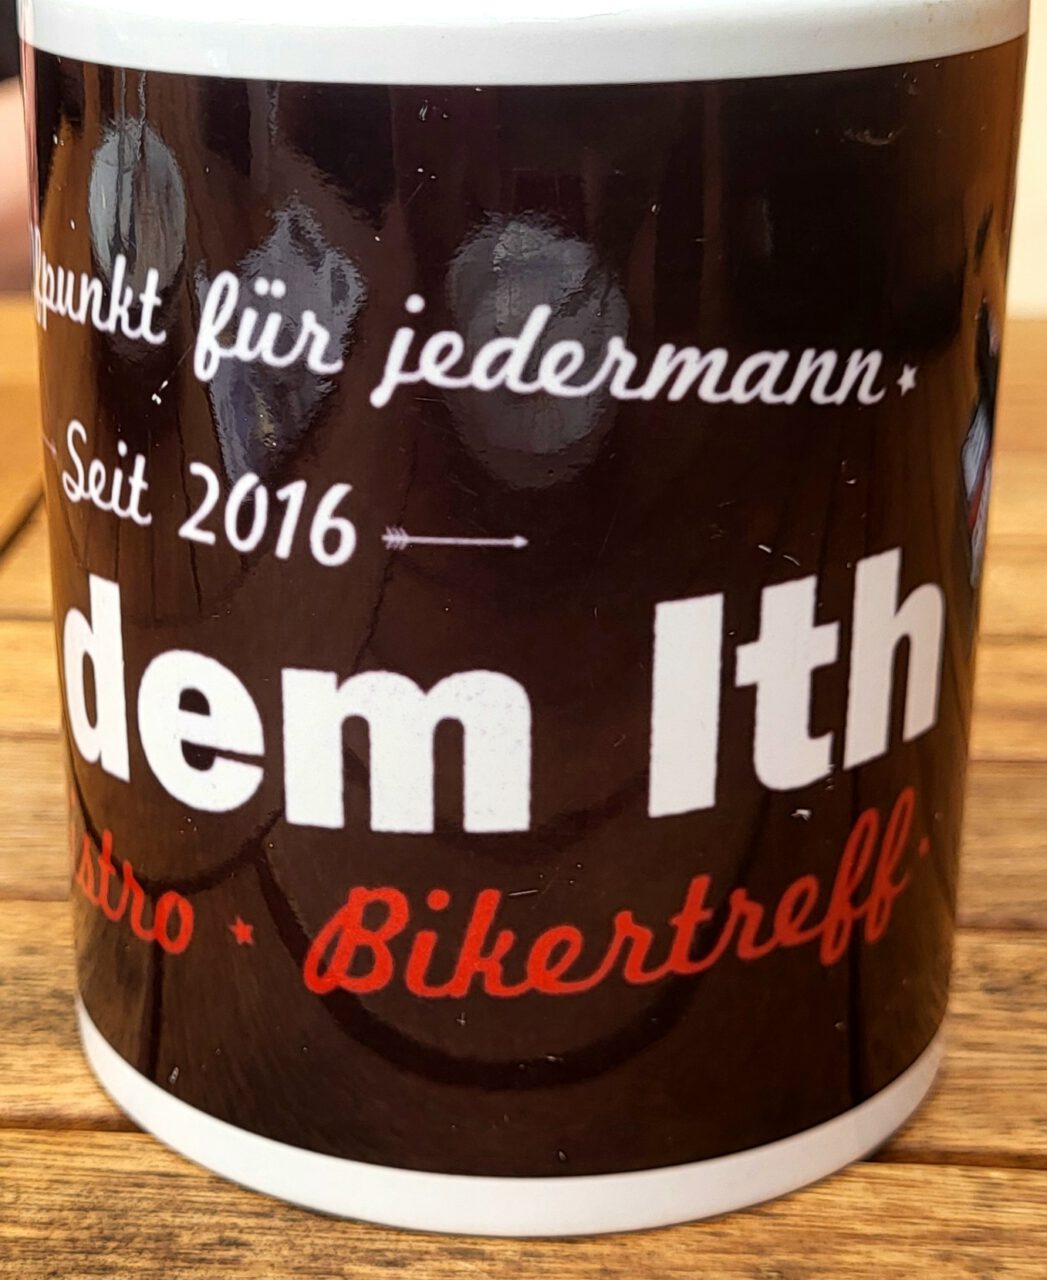 punkt für jedermann
Seit 2016
dem Ith
stro Bikertreff